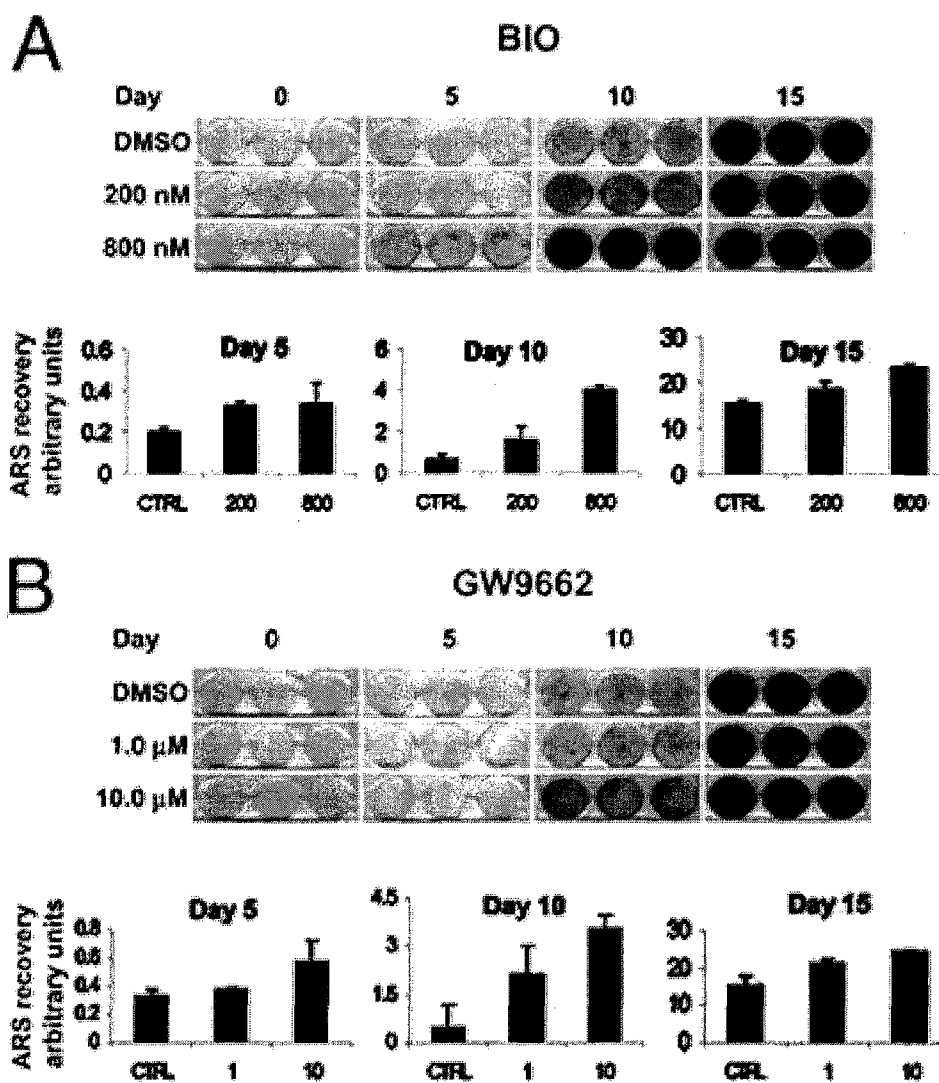 A
BIO
Day 0 5 10 15
DMSO
200 nM
800 nM
ARS recovery
arbitrary units
Day 5
0.6
0.4
0.2
0
CTRL 200 800
Day 10
6
4
2
0
CTRL 200 800
Day 15
30
20
10
0
CTRL 200 800
B
GW9662
Day 0 5 10 15
DMSO
1.0 μM
10.0 μM
ARS recovery
arbitrary units
Day 5
0.8
0.6
0.4
0.2
0
CTRL 1 10
Day 10
4.5
3
1.5
0
CTRL 1 10
Day 15
30
20
10
0
CTRL 1 10